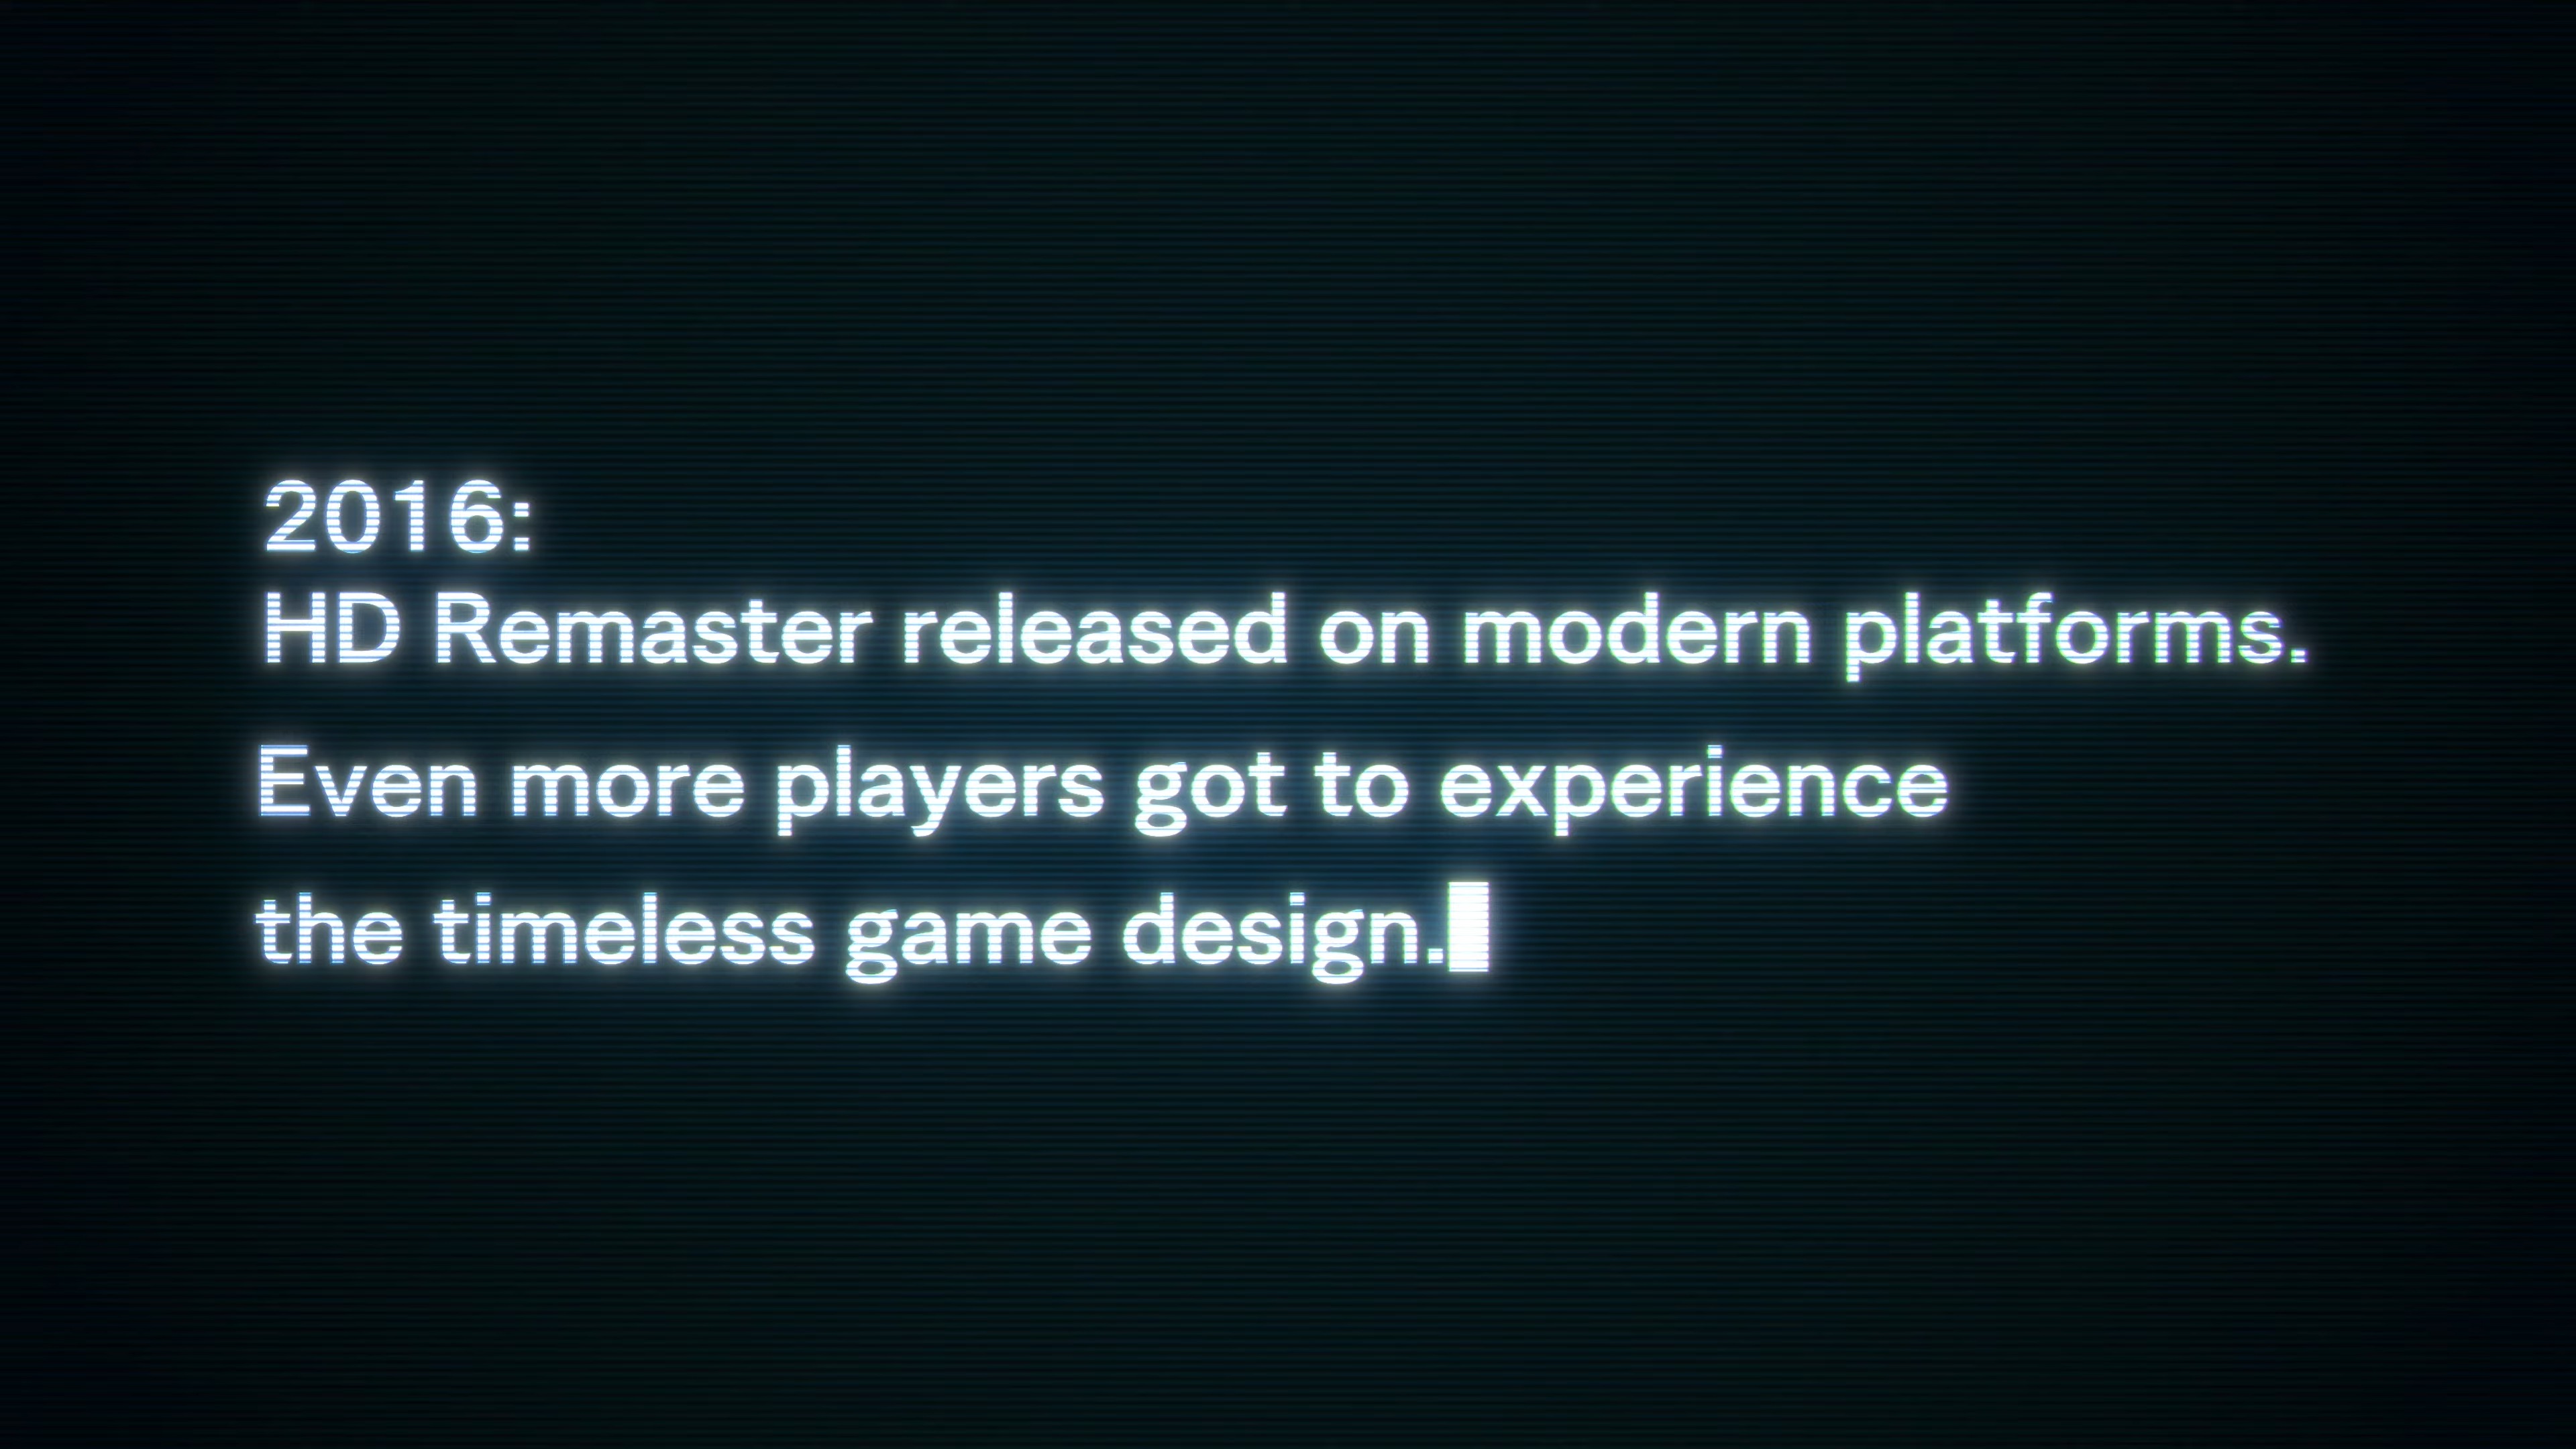 2016:
HD Remaster released on modern platforms.
Even more players got to experience
the timeless game design.